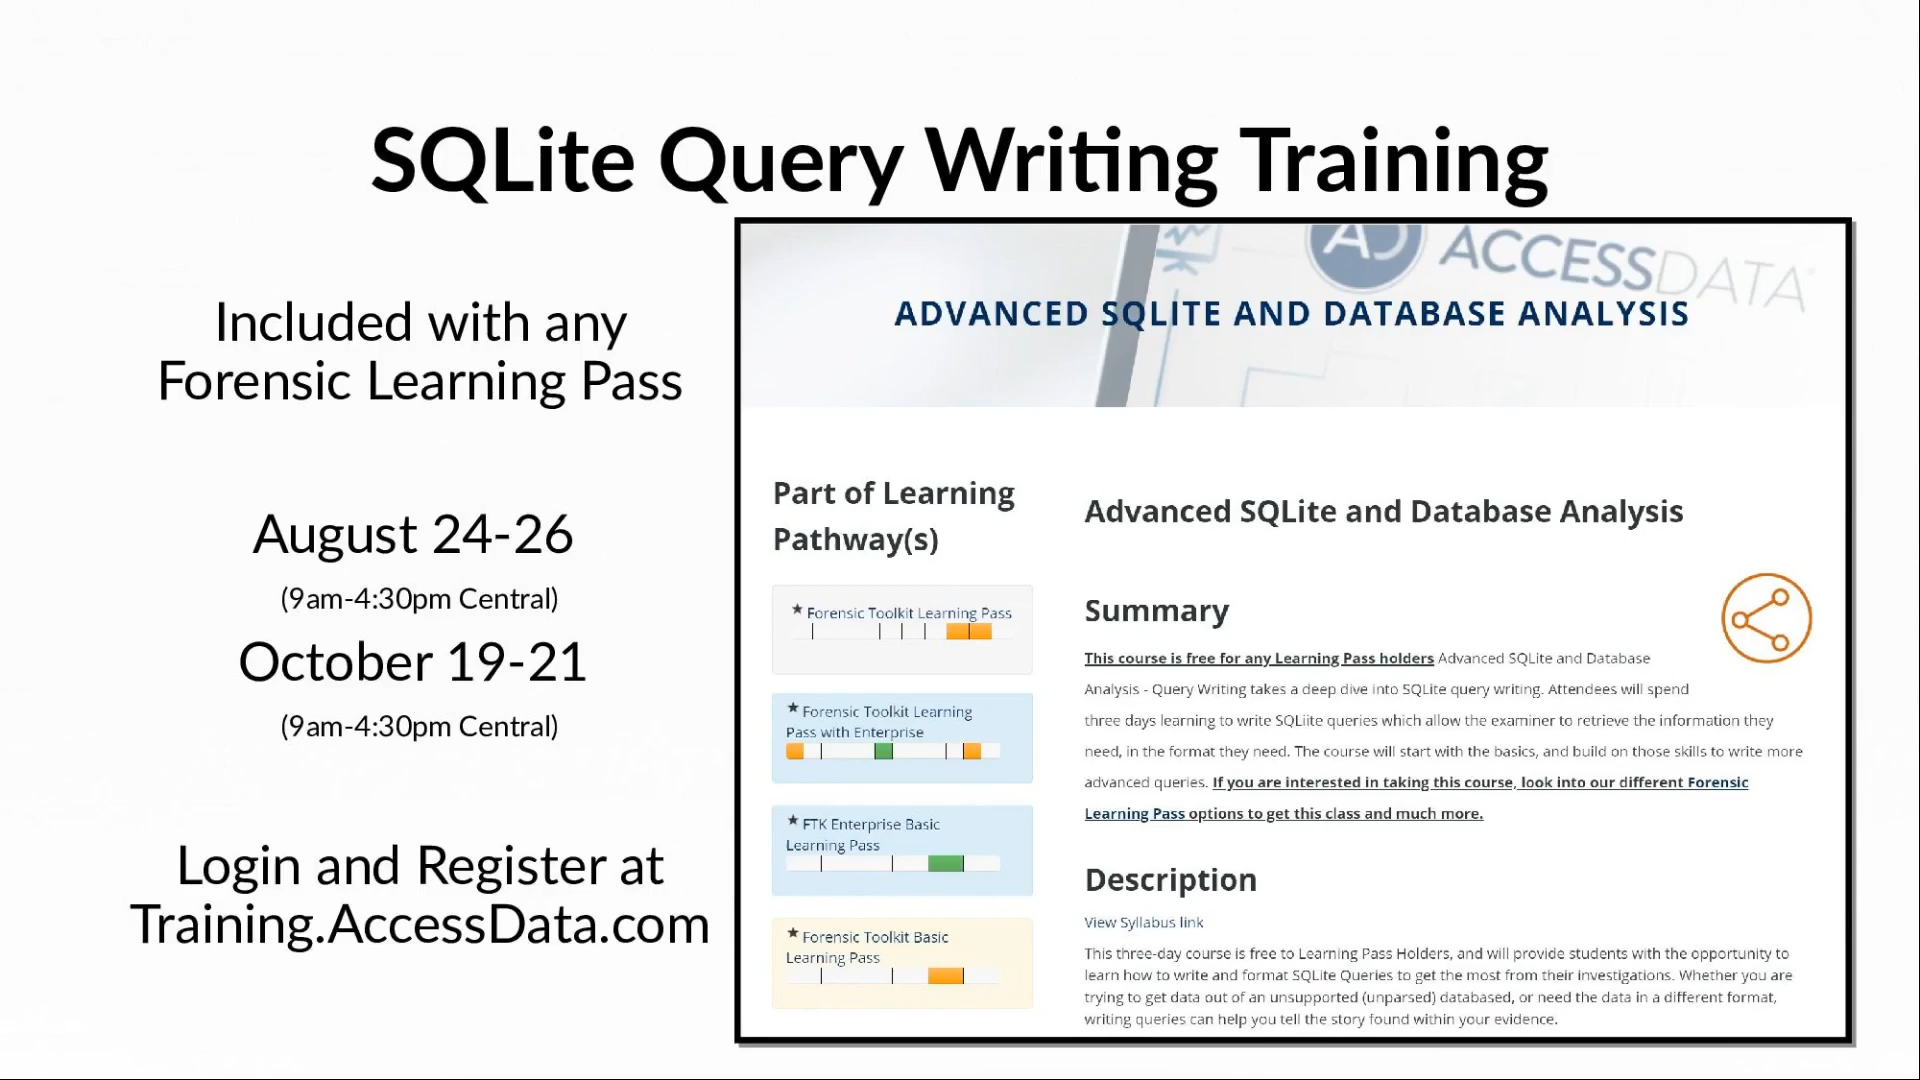 SQLite Query Writing Training
Included with any
Forensic Learning Pass
August 24-26
(9am-4:30pm Central)
October 19-21
(9am-4:30pm Central)
Login and Register at
Training.AccessData.com
ACCESSDATA
ADVANCED SQLITE AND DATABASE ANALYSIS
Part of Learning
Pathway(s)
★ Forensic Toolkit Learning Pass
★ Forensic Toolkit Learning
Pass with Enterprise
★ FTK Enterprise Basic
Learning Pass
★ Forensic Toolkit Basic
Learning Pass
Advanced SQLite and Database Analysis
Summary
This course is free for any Learning Pass holders Advanced SQLite and Database
Analysis - Query Writing takes a deep dive into SQLite query writing. Attendees will spend
three days learning to write SQLiite queries which allow the examiner to retrieve the information they
need, in the format they need. The course will start with the basics, and build on those skills to write more
advanced queries. If you are interested in taking this course, look into our different Forensic
Learning Pass options to get this class and much more.
Description
View Syllabus link
This three-day course is free to Learning Pass Holders, and will provide students with the opportunity to
learn how to write and format SQLite Queries to get the most from their investigations. Whether you are
trying to get data out of an unsupported (unparsed) databased, or need the data in a different format,
writing queries can help you tell the story found within your evidence.